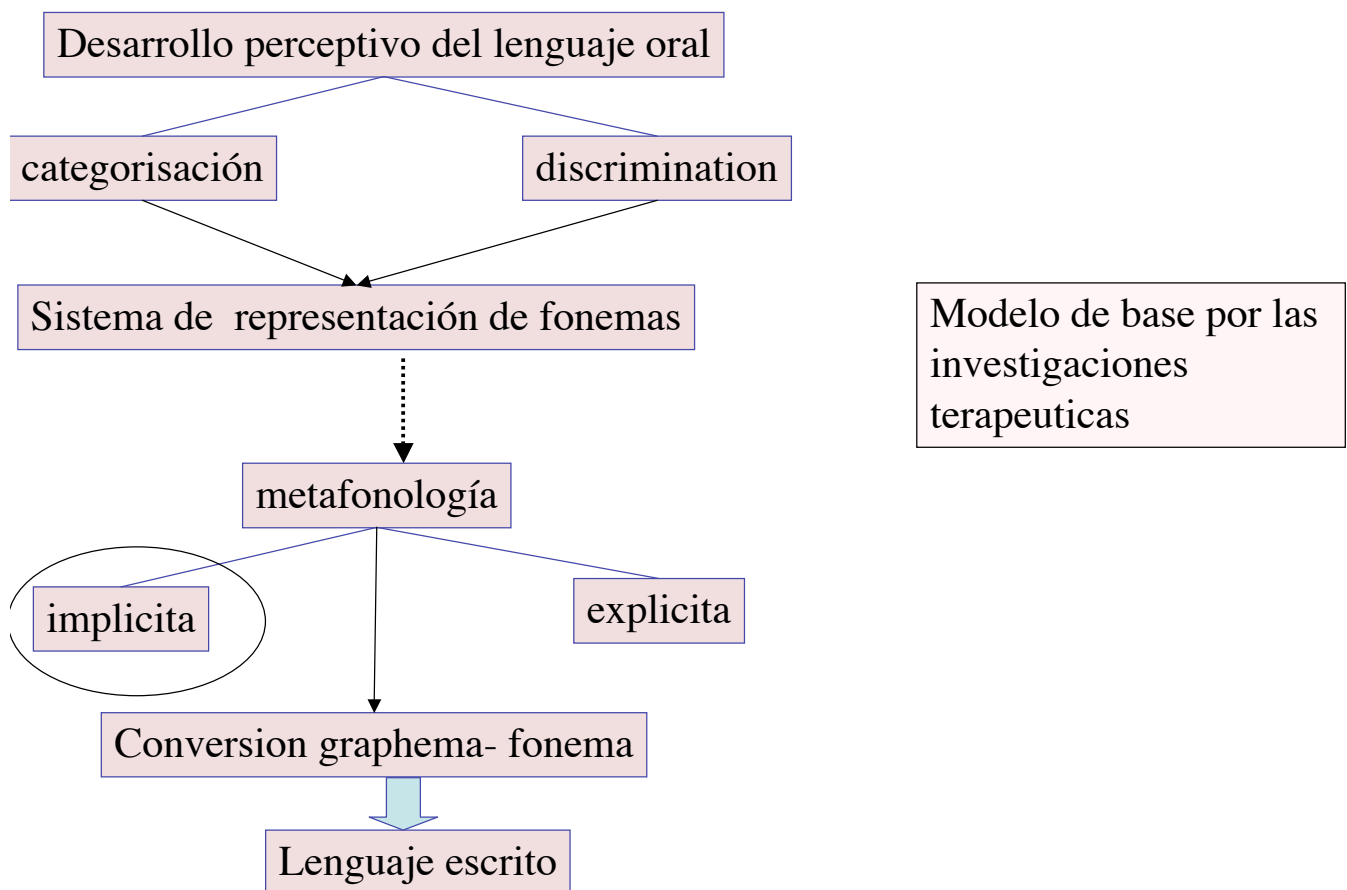 Desarrollo perceptivo del lenguaje oral
categorisación
discrimination
Sistema de representación de fonemas
Modelo de base por las
investigaciones
terapeuticas
metafonología
implicita
explicita
Conversion graphema- fonema
Lenguaje escrito